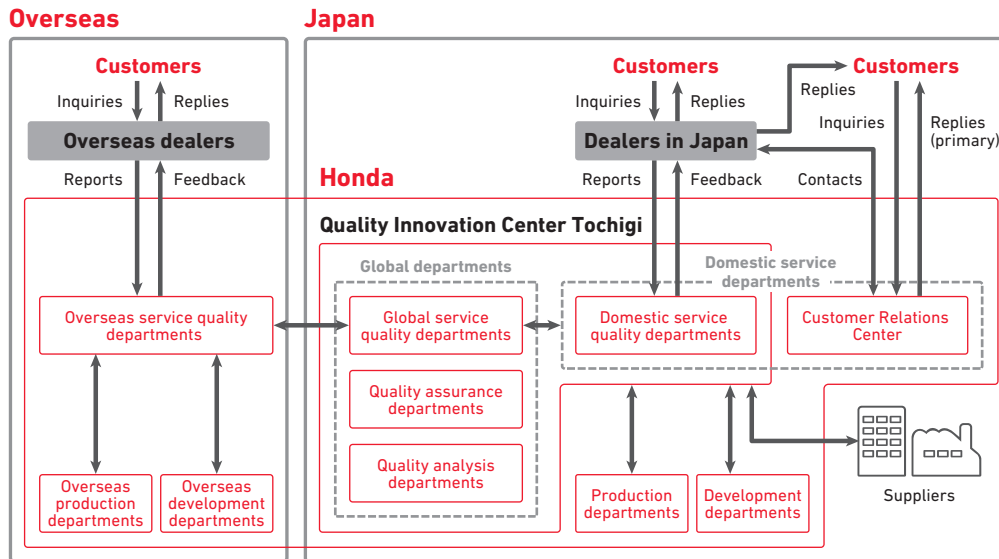 Overseas
Japan
Customers
Inquiries
Replies
Overseas dealers
Reports
Feedback
Customers
Inquiries
Replies
Dealers in Japan
Reports
Feedback
Replies
Customers
Inquiries
Replies
(primary)
Contacts
Honda
Quality Innovation Center Tochigi
Global departments
Domestic service
departments
Overseas service quality
departments
Global service
quality departments
Domestic service
quality departments
Customer Relations
Center
Quality assurance
departments
Quality analysis
departments
Overseas
production
departments
Overseas
development
departments
Production
departments
Development
departments
Suppliers